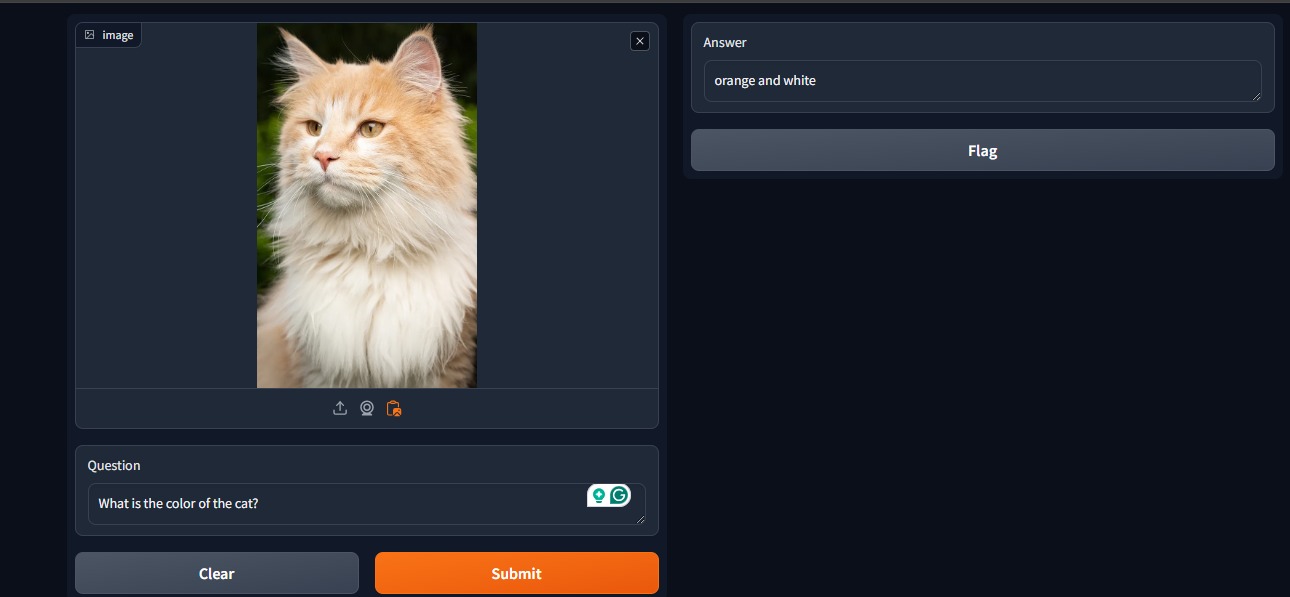 image
Answer
orange and white
Flag
Question
What is the color of the cat?
Clear
Submit